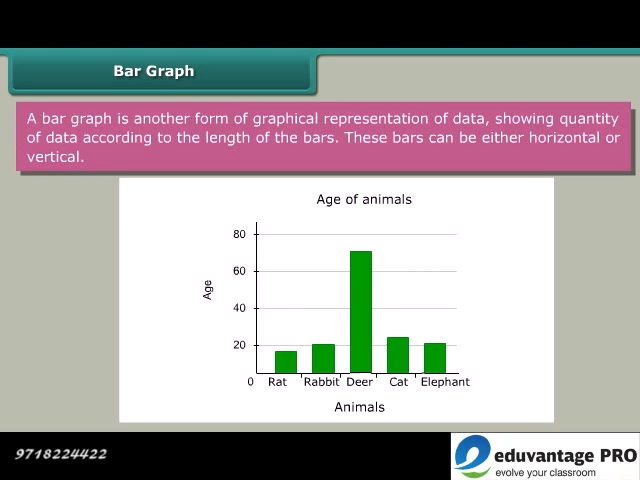 Bar Graph
A bar graph is another form of graphical representation of data, showing quantity
of data according to the length of the bars. These bars can be either horizontal or
vertical.
Age of animals
80
60
40
20
0
Age
Rat Rabbit Deer Cat Elephant
Animals
9718224422
eduvantage PRO
evolve your classroom